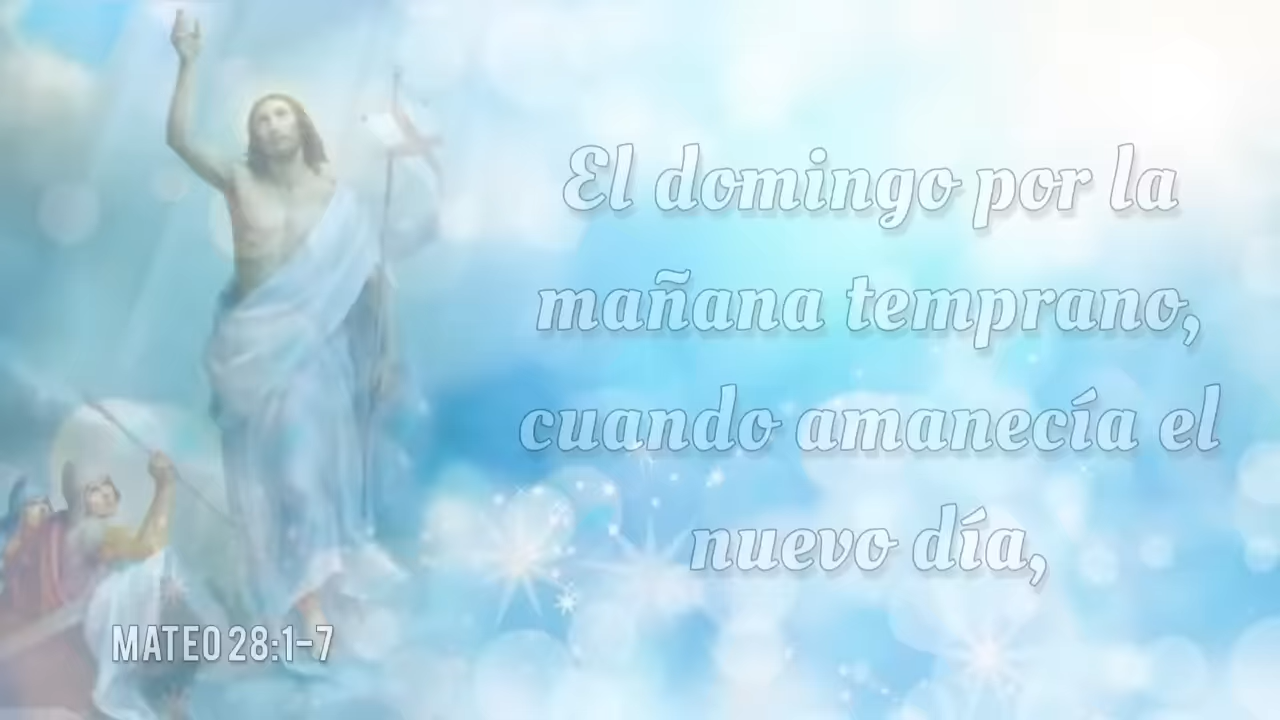 El domingo por la
mañana temprano,
cuando amanecía el
nuevo día,
MATEO 28:1-7